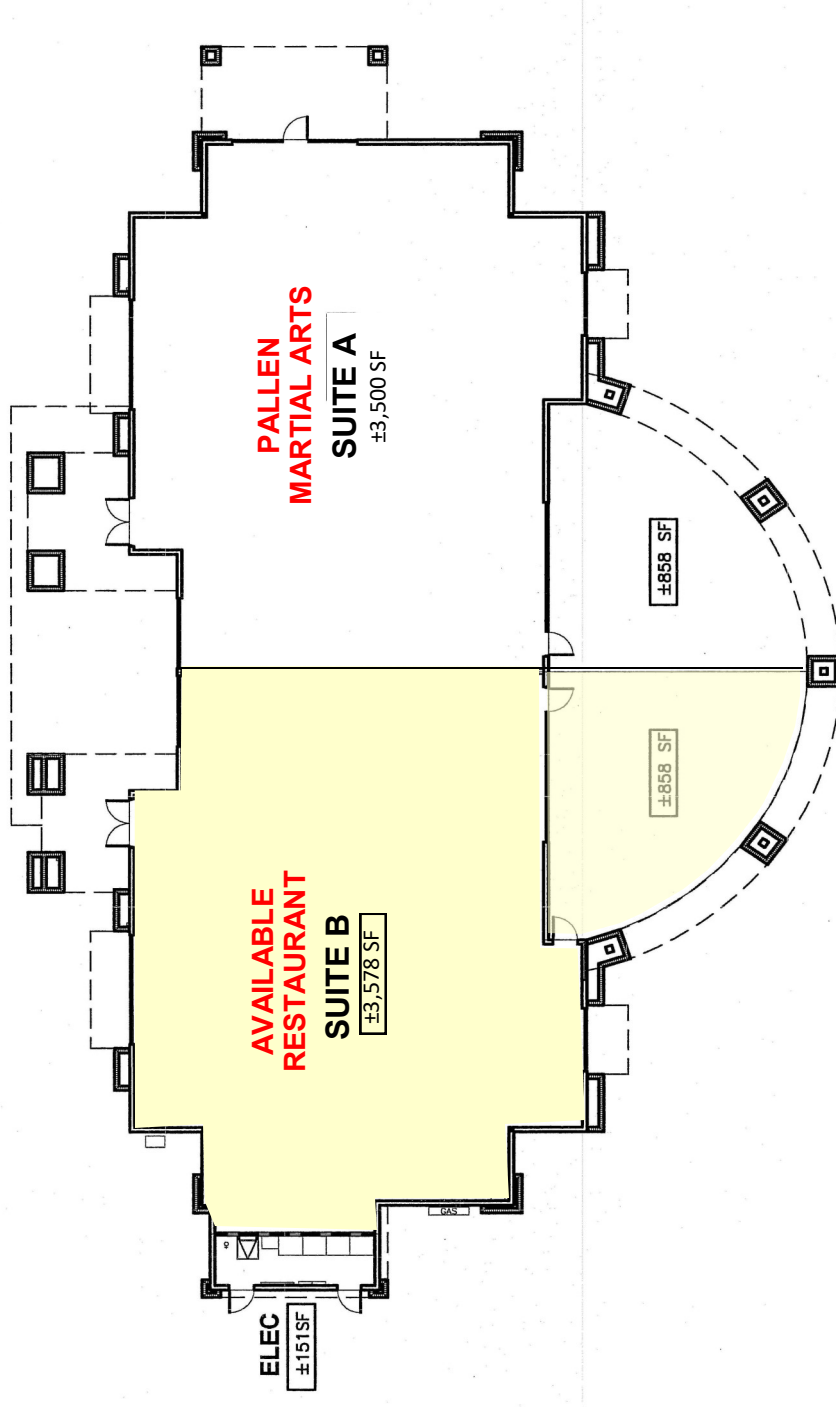 PALLEN
MARTIAL ARTS
SUITE A
±3,500 SF
±858 SF
±858 SF
AVAILABLE
RESTAURANT
SUITE B
±3,578 SF
GAS
ELEC
±151SF